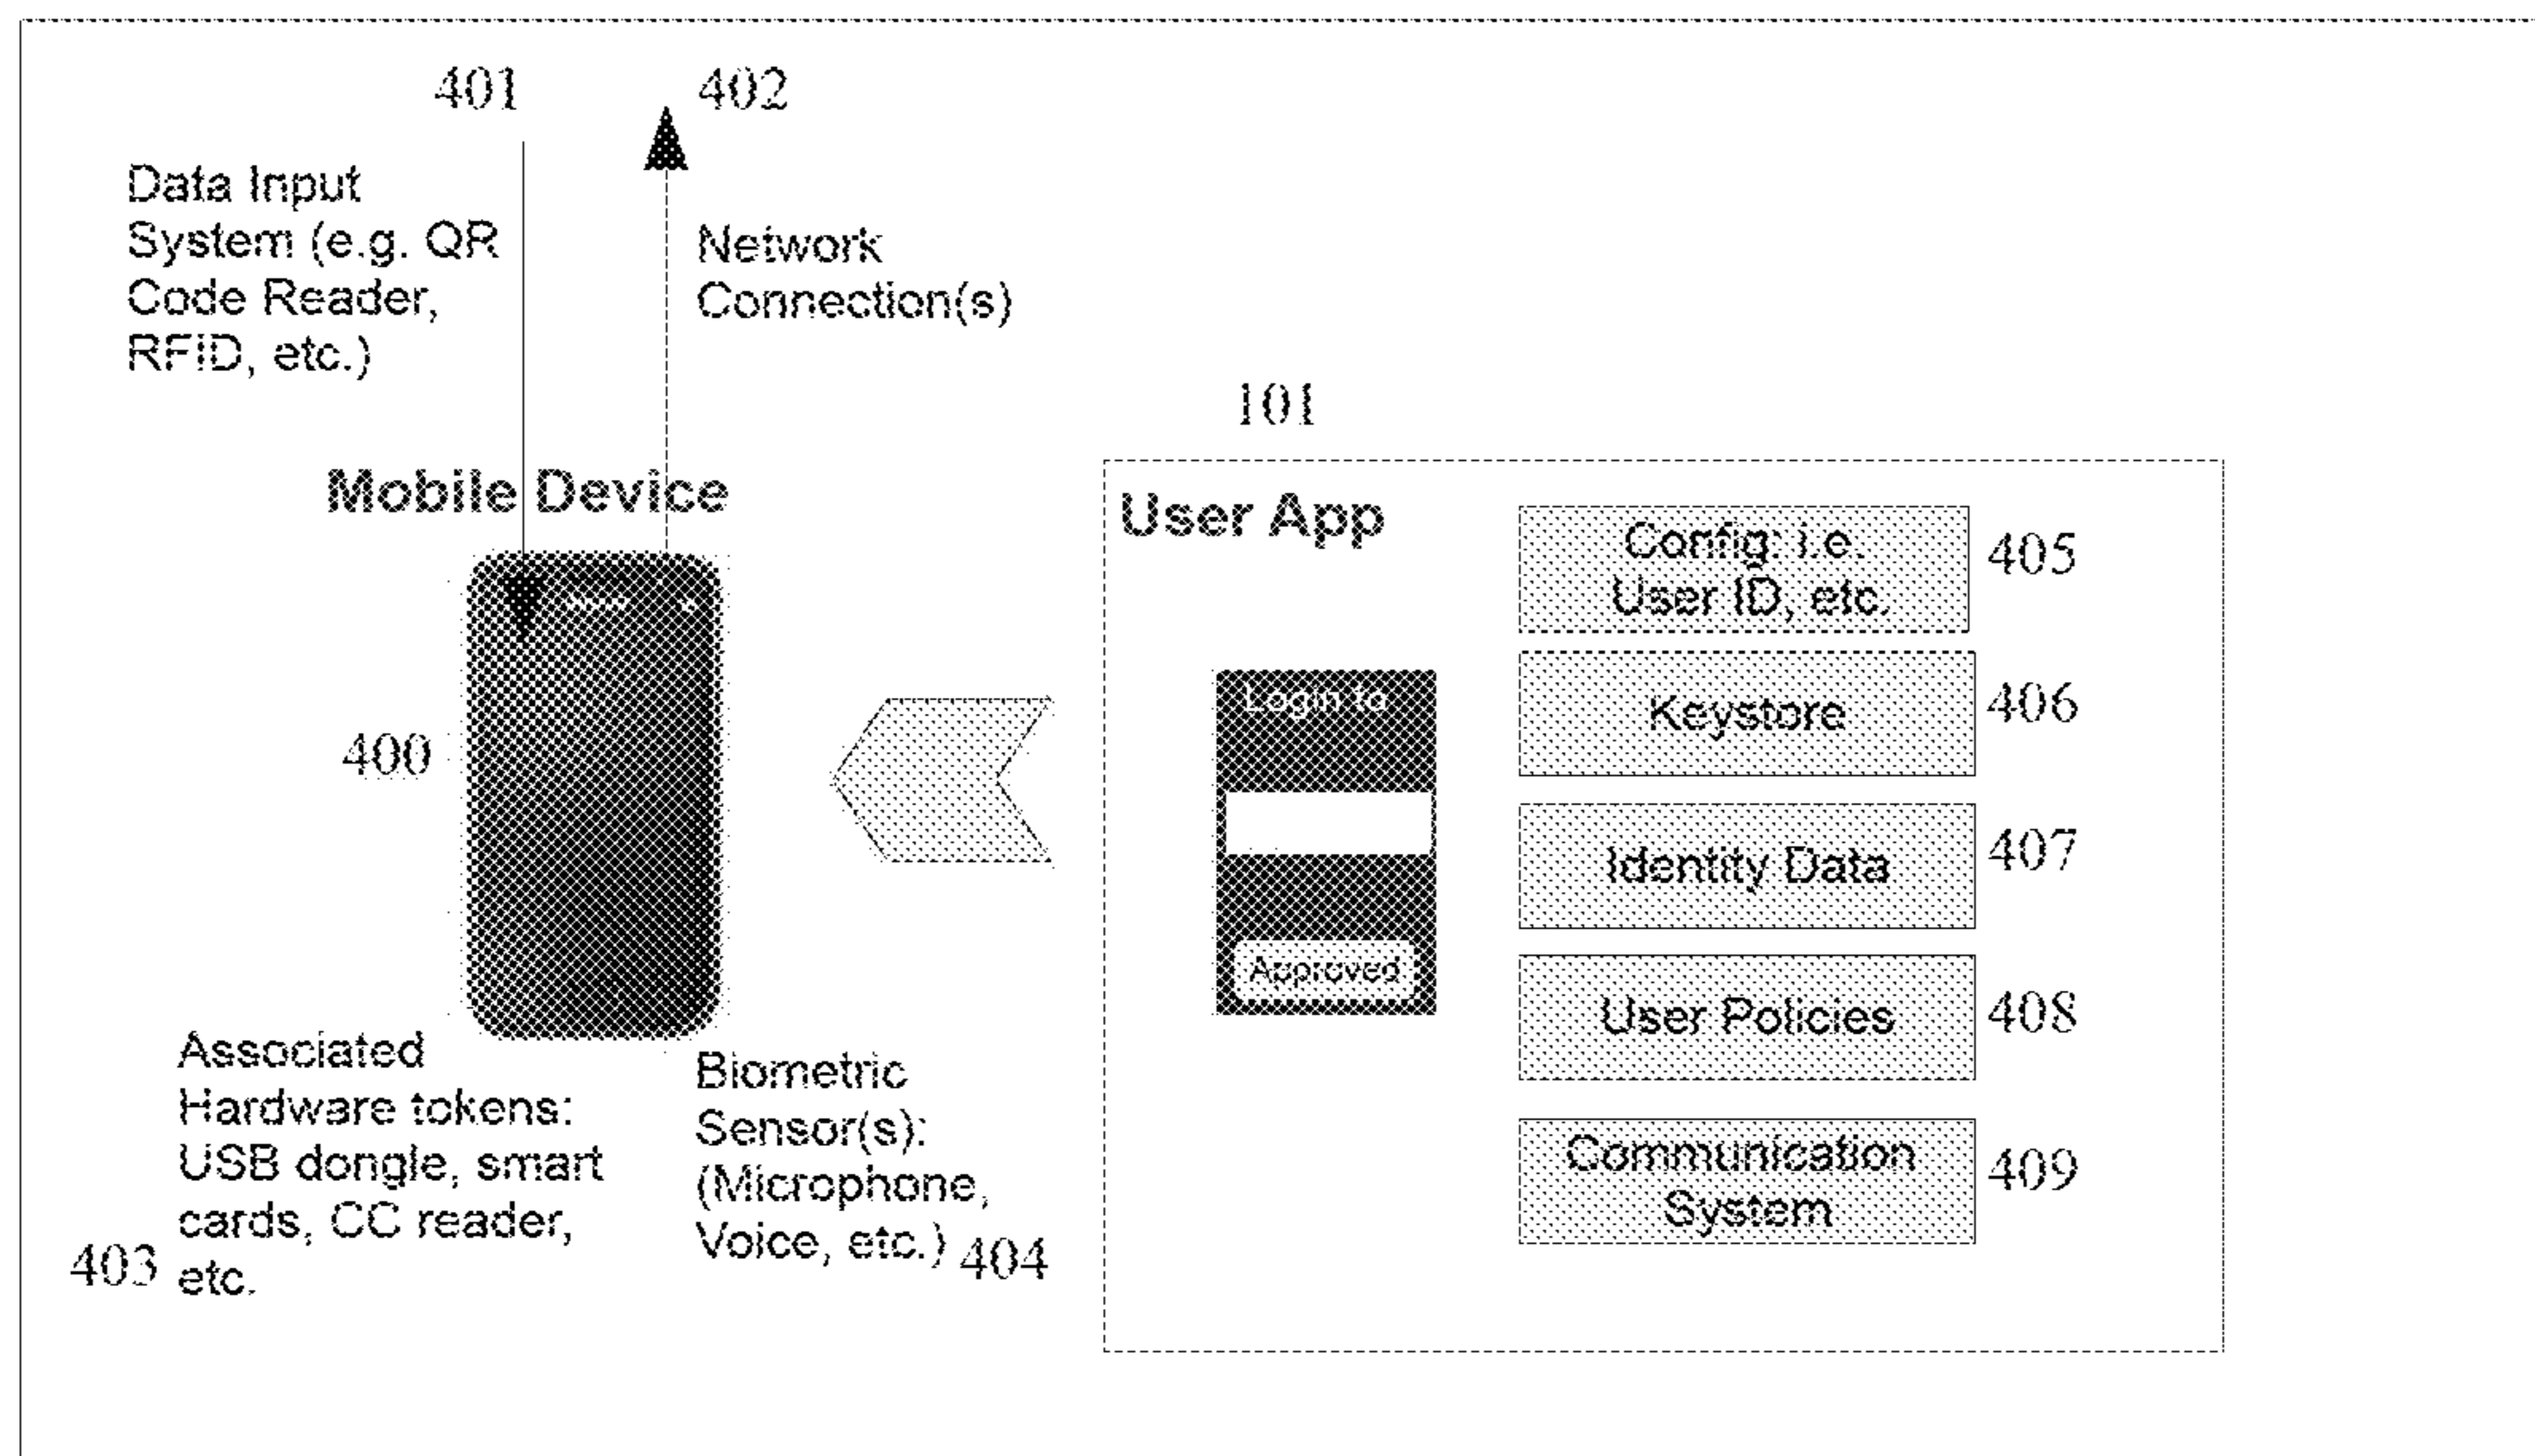 401
402
Data Input
System (e.g. QR
Code Reader,
RFID, etc.)
Network
Connection(s)
Mobile Device
400
Associated
Hardware tokens:
USB dongle, smart
cards, CC reader,
etc.
403
Biometric
Sensor(s):
(Microphone,
Voice, etc.)
404
101
User App
Login to
Approved
Config: i.e.
User ID, etc.
405
Keystore
406
Identity Data
407
User Policies
408
Communication
System
409